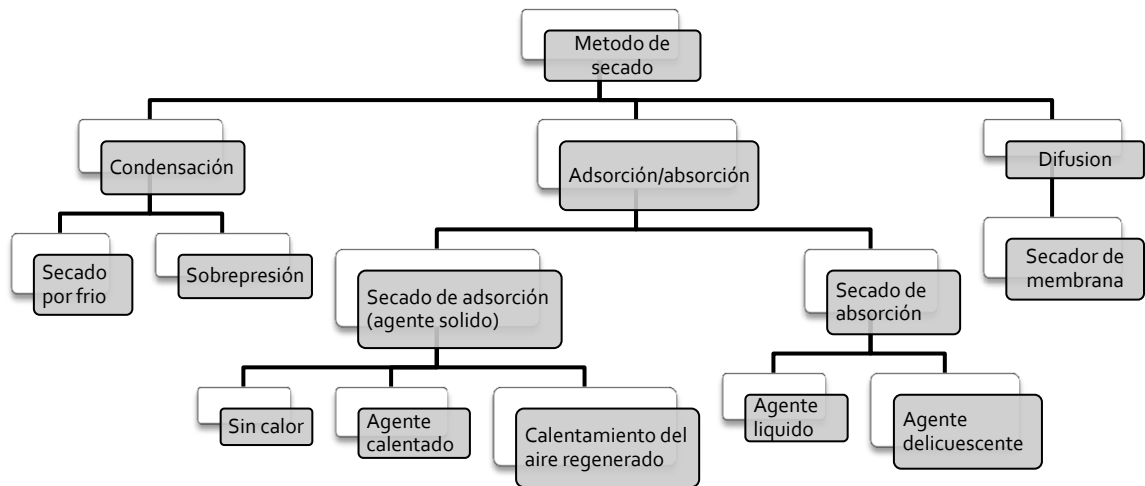 Metodo de
secado
Condensación
Adsorción/absorción
Difusion
Secado
por frio
Sobrepresión
Secado de adsorción
(agente solido)
Secado de
absorción
Secador de
membrana
Sin calor
Agente
calentado
Calentamiento del
aire regenerado
Agente
liquido
Agente
delicuescente